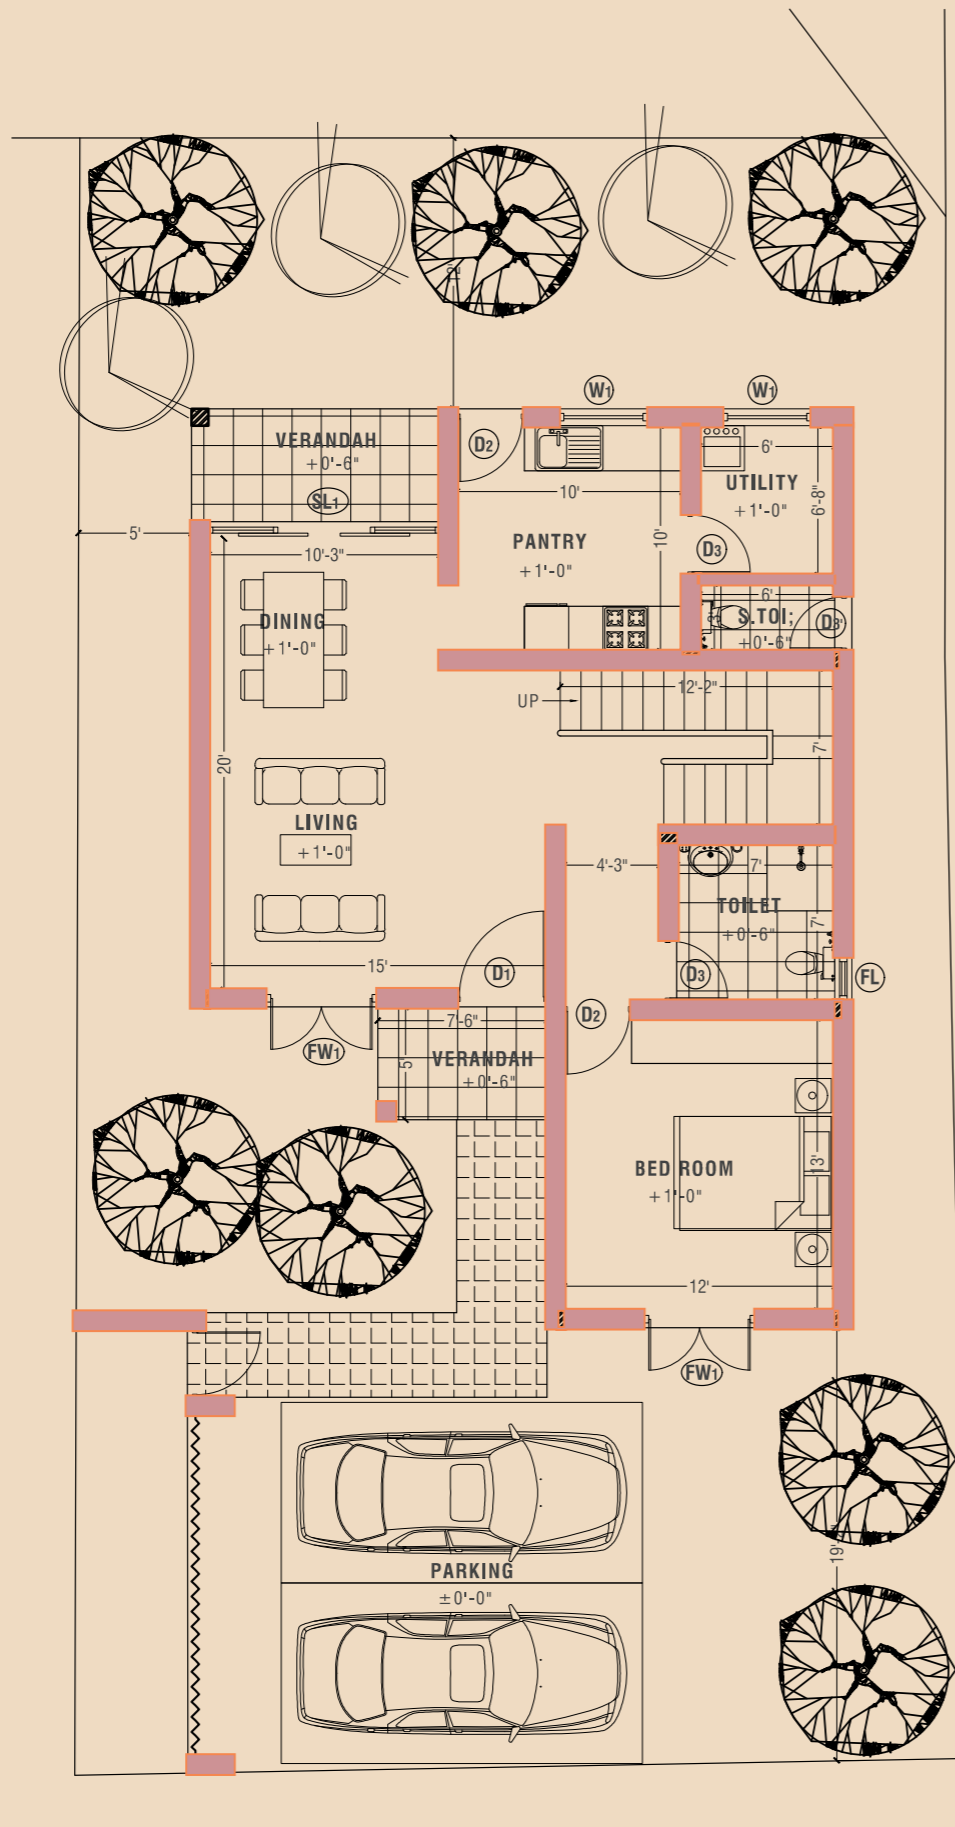 12'
W1
W1
VERANDAH
+0'-6"
D2
6'
SL1
10'
UTILITY
+1'-0"
6'-8"
5'
10'-3"
PANTRY
+1'-0"
10'
D3
DINING
+1'-0"
6'
3'
S.TOI;
+0'-6"
D3'
UP
12'-2"
7'
20'
LIVING
+1'-0"
4'-3"
7'
TOILET
+0'-6"
7'
15'
D1
D3
FL
D2
7'-6"
FW1
5'
VERANDAH
+0'-6"
BED ROOM
+1'-0"
13'
12'
FW1
PARKING
±0'-0"